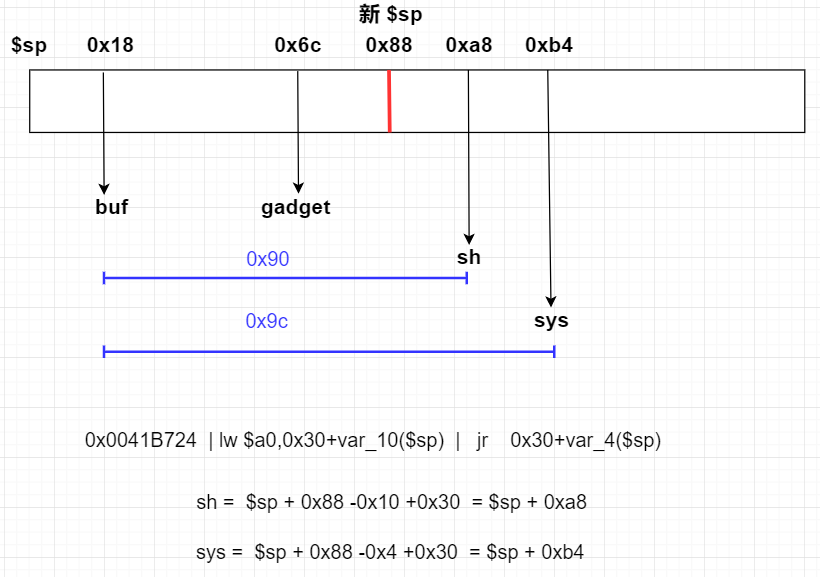 新 $sp
$sp 0x18 0x6c 0x88 0xa8 0xb4
buf gadget
sh
0x90
sys
0x9c
0x0041B724 | lw $a0,0x30+var_10($sp) | jr 0x30+var_4($sp)
sh = $sp + 0x88 -0x10 +0x30 = $sp + 0xa8
sys = $sp + 0x88 -0x4 +0x30 = $sp + 0xb4